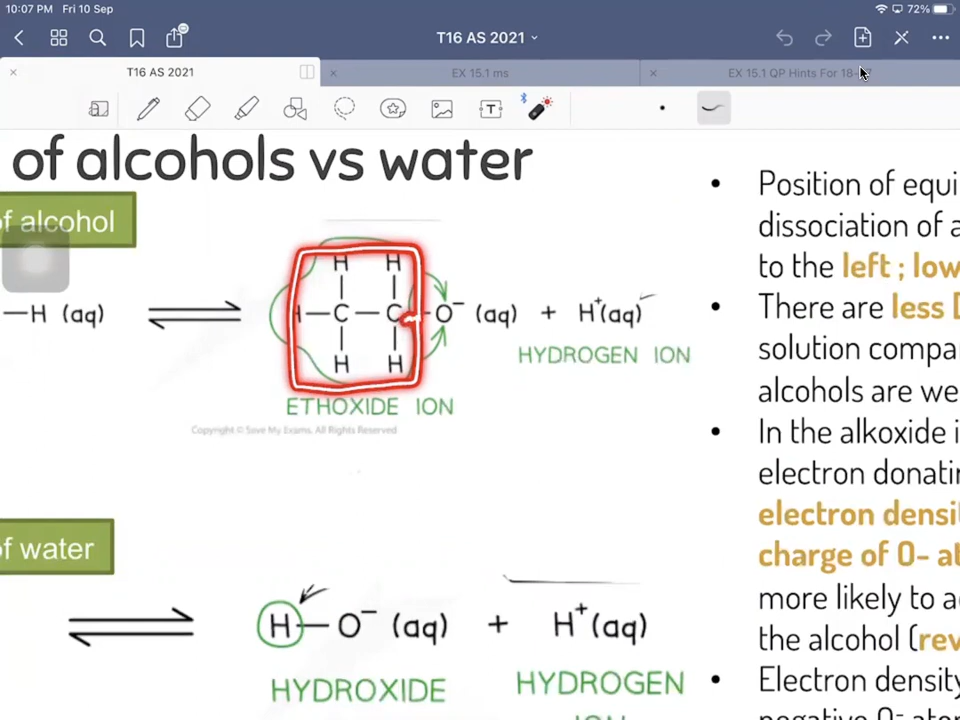 10:07 PM Fri 10 Sep
72%
T16 AS 2021
T16 AS 2021
EX 15.1 ms
EX 15.1 QP Hints For 18
T
of alcohols vs water
of alcohol
—H (aq)
H H
H—C—C—O⁻ (aq) + H⁺(aq)
H H
HYDROGEN ION
ETHOXIDE ION
Copyright © Save My Exams. All Rights Reserved
of water
H—O⁻ (aq) + H⁺(aq)
HYDROXIDE
HYDROGEN
Position of equi
dissociation of a
to the left ; low
There are less D
solution compa
alcohols are we
In the alkoxide i
electron donatin
electron densi
charge of O- at
more likely to a
the alcohol (rev
Electron density